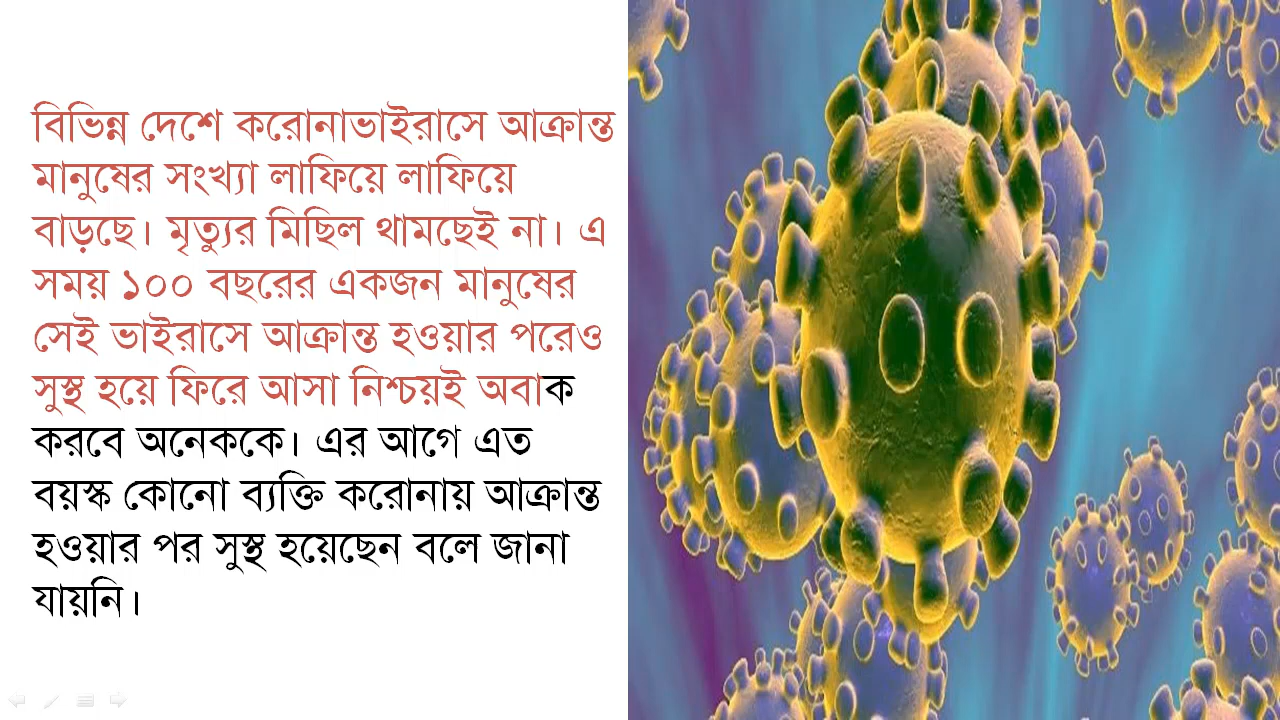 বিভিন্ন দেশে করোনাভাইরাসে আক্রান্ত
মানুষের সংখ্যা লাফিয়ে লাফিয়ে
বাড়ছে। মৃত্যুর মিছিল থামছেই না। এ
সময় ১০০ বছরের একজন মানুষের
সেই ভাইরাসে আক্রান্ত হওয়ার পরেও
সুস্থ হয়ে ফিরে আসা নিশ্চয়ই অবাক
করবে অনেককে। এর আগে এত
বয়স্ক কোনো ব্যক্তি করোনায় আক্রান্ত
হওয়ার পর সুস্থ হয়েছেন বলে জানা
যায়নি।